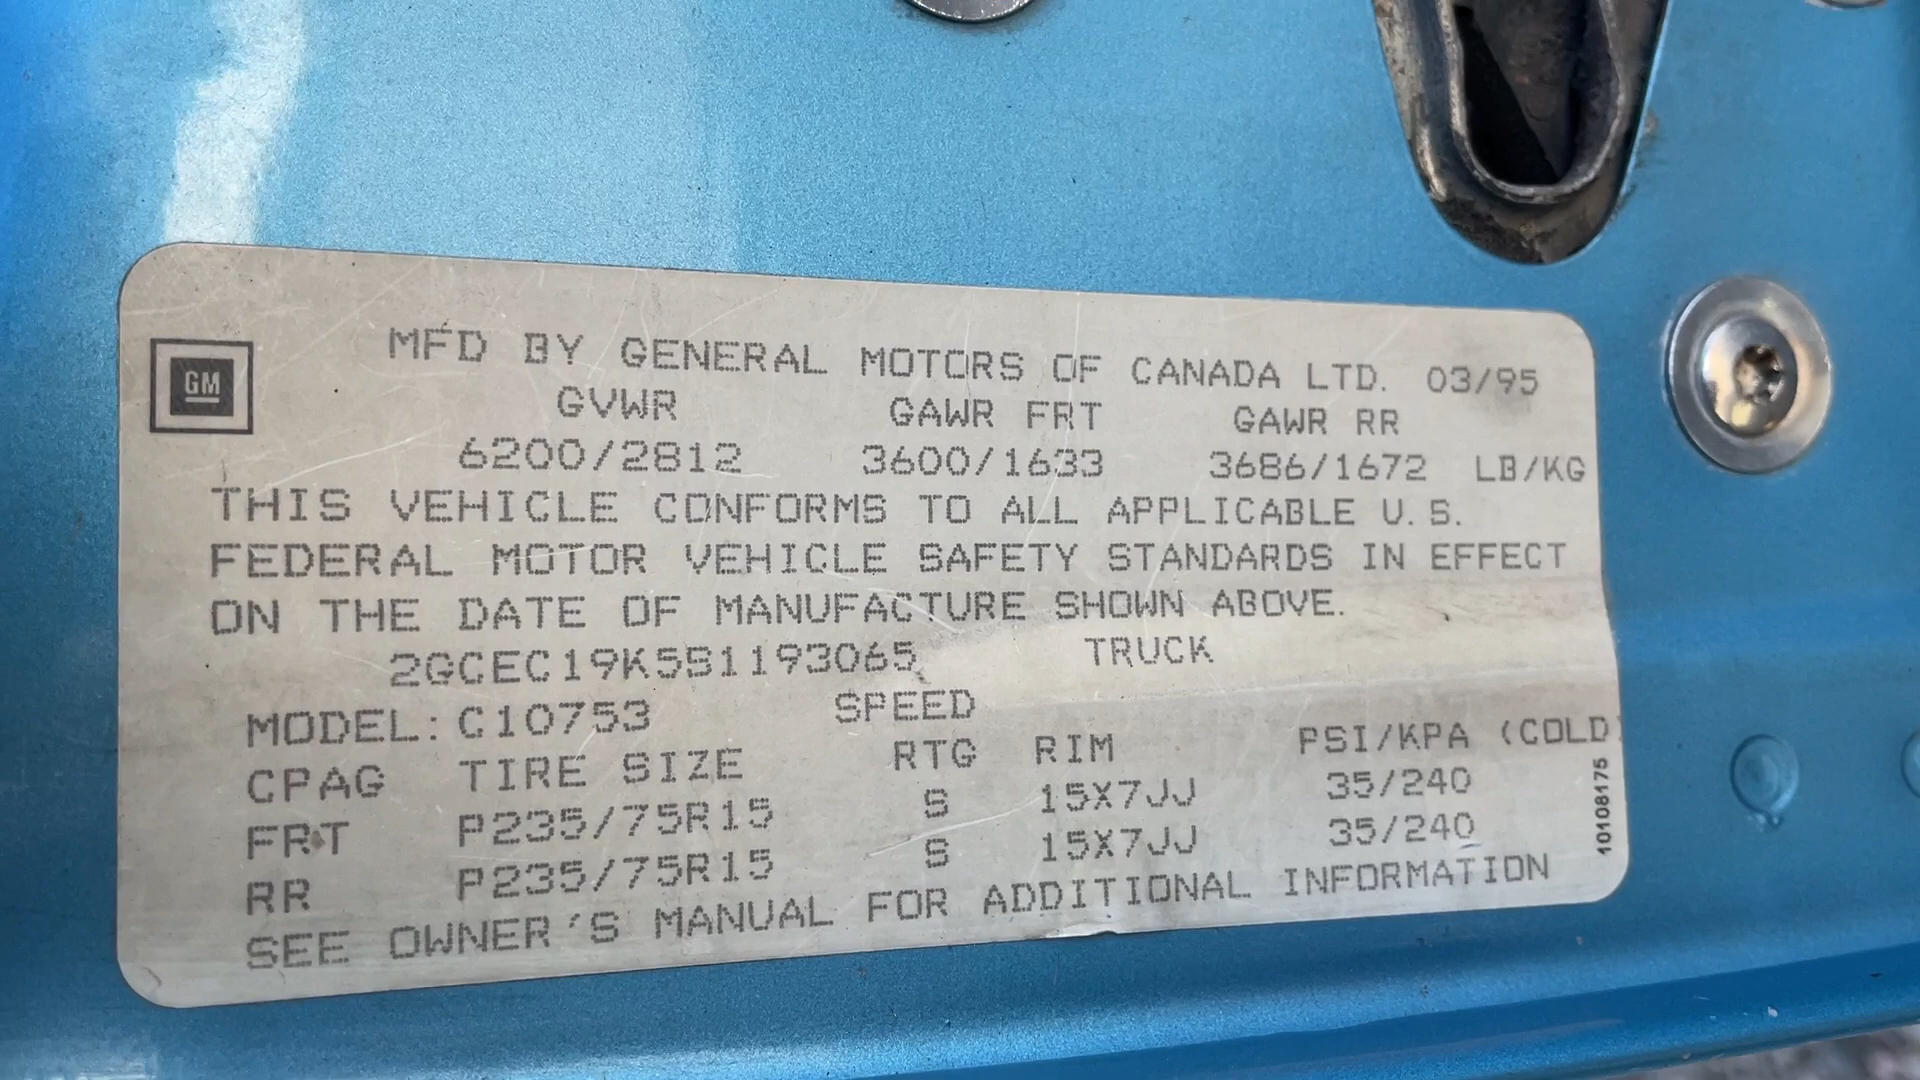 GM
MFD BY GENERAL MOTORS OF CANADA LTD. 03/95
GVWR GAWR FRT GAWR RR
6200/2812 3600/1633 3686/1672 LB/KG
THIS VEHICLE CONFORMS TO ALL APPLICABLE U.S.
FEDERAL MOTOR VEHICLE SAFETY STANDARDS IN EFFECT
ON THE DATE OF MANUFACTURE SHOWN ABOVE.
2GCEC19K5S1193065 TRUCK
MODEL: C10753 SPEED
CPAG TIRE SIZE RTG RIM PSI/KPA (COLD)
FRT P235/75R15 S 15X7JJ 35/240
RR P235/75R15 S 15X7JJ 35/240
SEE OWNER'S MANUAL FOR ADDITIONAL INFORMATION
10108175